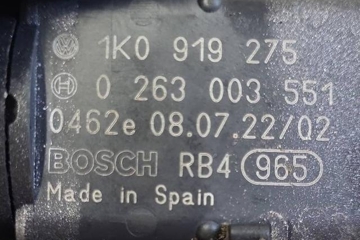 1K0 919 275
0 263 003 551
0462e 08.07.22/02
BOSCH RB4 965
Made in Spain